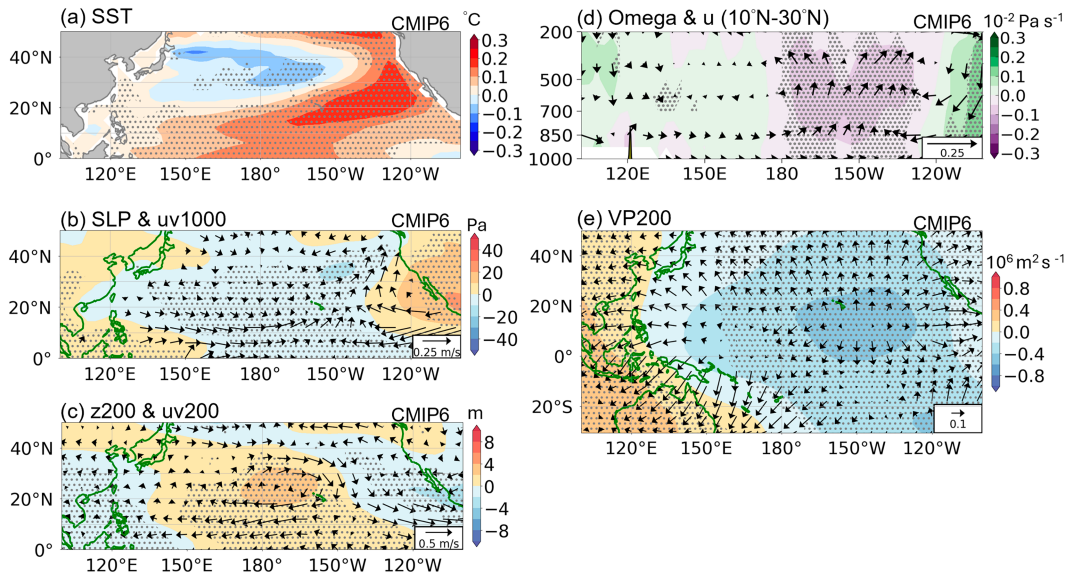 (a) SST
CMIP6
°C
40°N
20°N
0°
0.3
0.2
0.1
0.0
−0.1
−0.2
−0.3
120°E
150°E
180°
150°W
120°W
(b) SLP & uv1000
CMIP6
Pa
40°N
20°N
0°
40
20
0
−20
−40
0.25 m/s
120°E
150°E
180°
150°W
120°W
(c) z200 & uv200
CMIP6
m
40°N
20°N
0°
8
4
0
−4
−8
0.5 m/s
120°E
150°E
180°
150°W
120°W
(d) Omega & u (10°N-30°N)
CMIP6
10⁻² Pa s⁻¹
200
500
700
850
1000
0.3
0.2
0.1
0.0
−0.1
−0.2
−0.3
0.25
120E
150E
180°
150°W
120°W
(e) VP200
CMIP6
10⁶ m² s⁻¹
40°N
20°N
0°
20°S
0.8
0.4
0.0
−0.4
−0.8
0.1
120°E
150°E
180°
150°W
120°W